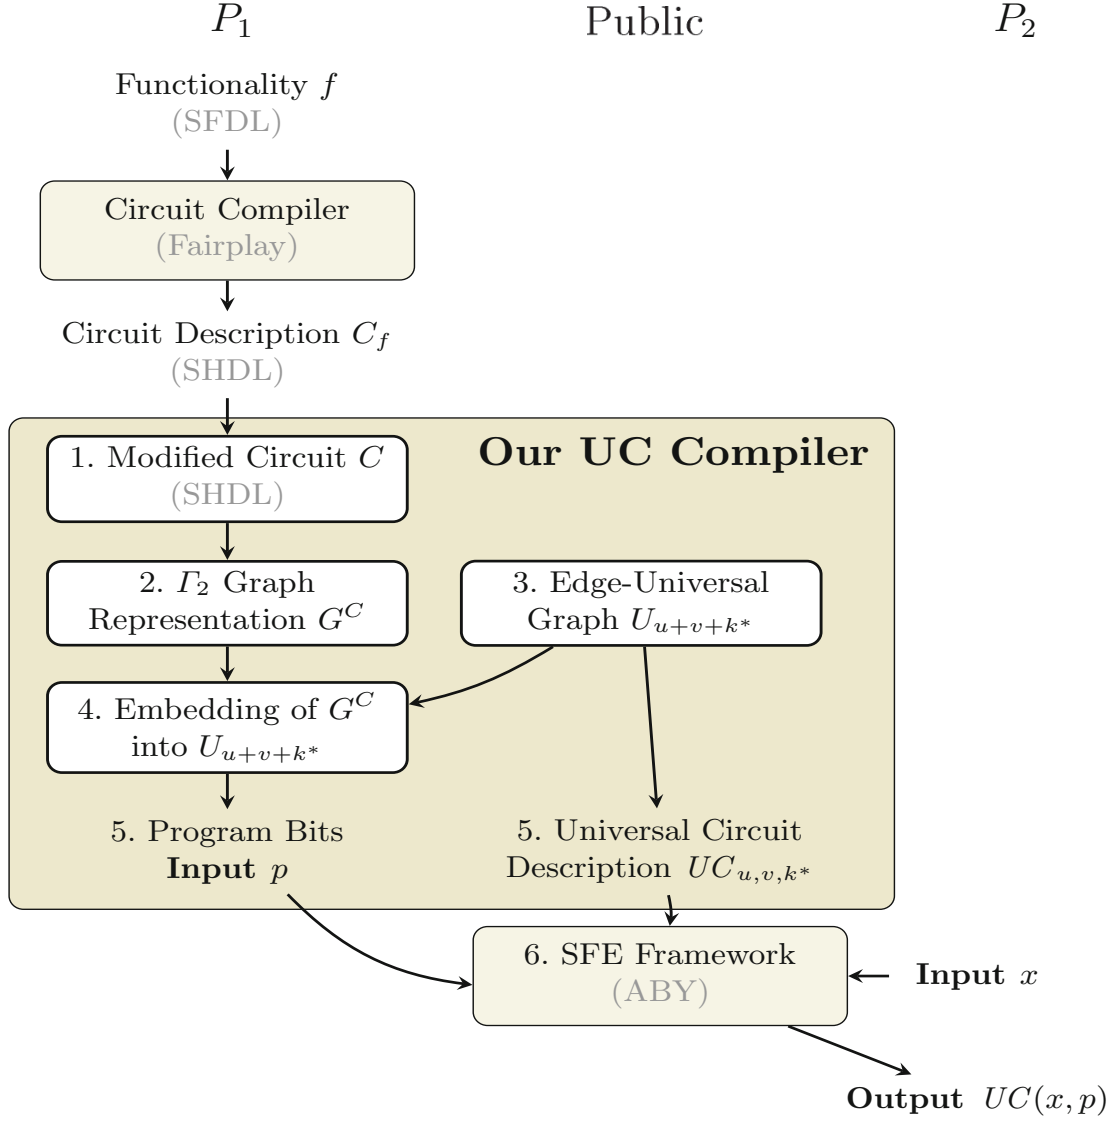 P₁
Public
P₂
Functionality f
(SFDL)
Circuit Compiler
(Fairplay)
Circuit Description C_f
(SHDL)
Our UC Compiler
1. Modified Circuit C
(SHDL)
2. Γ₂ Graph
Representation G^C
3. Edge-Universal
Graph U_{u+v+k*}
4. Embedding of G^C
into U_{u+v+k*}
5. Program Bits
Input p
5. Universal Circuit
Description UC_{u,v,k*}
6. SFE Framework
(ABY)
Input x
Output UC(x, p)